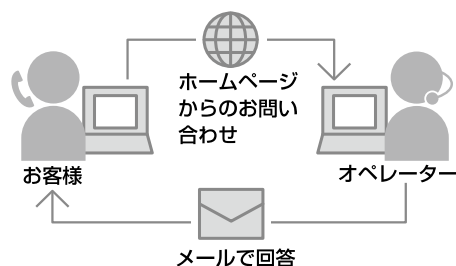 ホームページ
からのお問い
合わせ
お客様
オペレーター
メールで回答